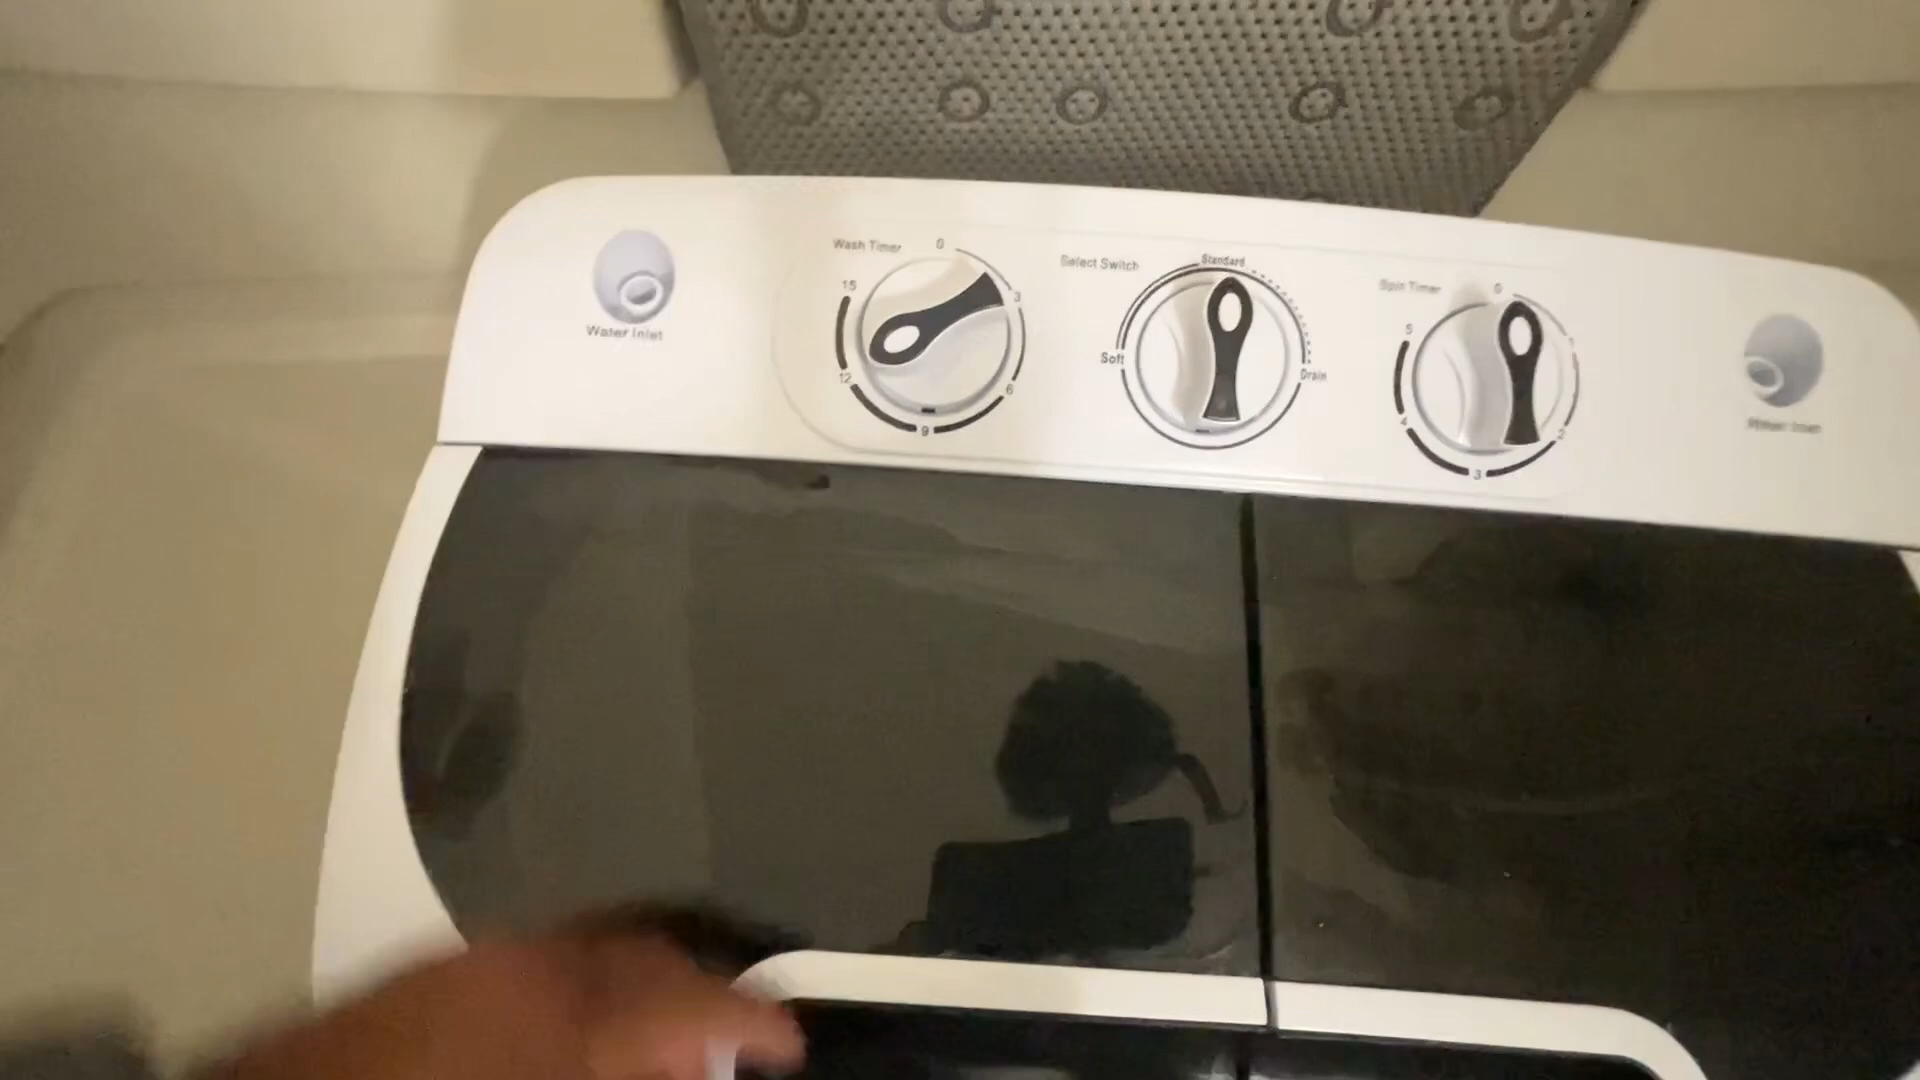 Water Inlet
Wash Timer
0
3
6
9
12
15
Select Switch
Standard
Soft
Drain
Spin Timer
0
2
3
4
5